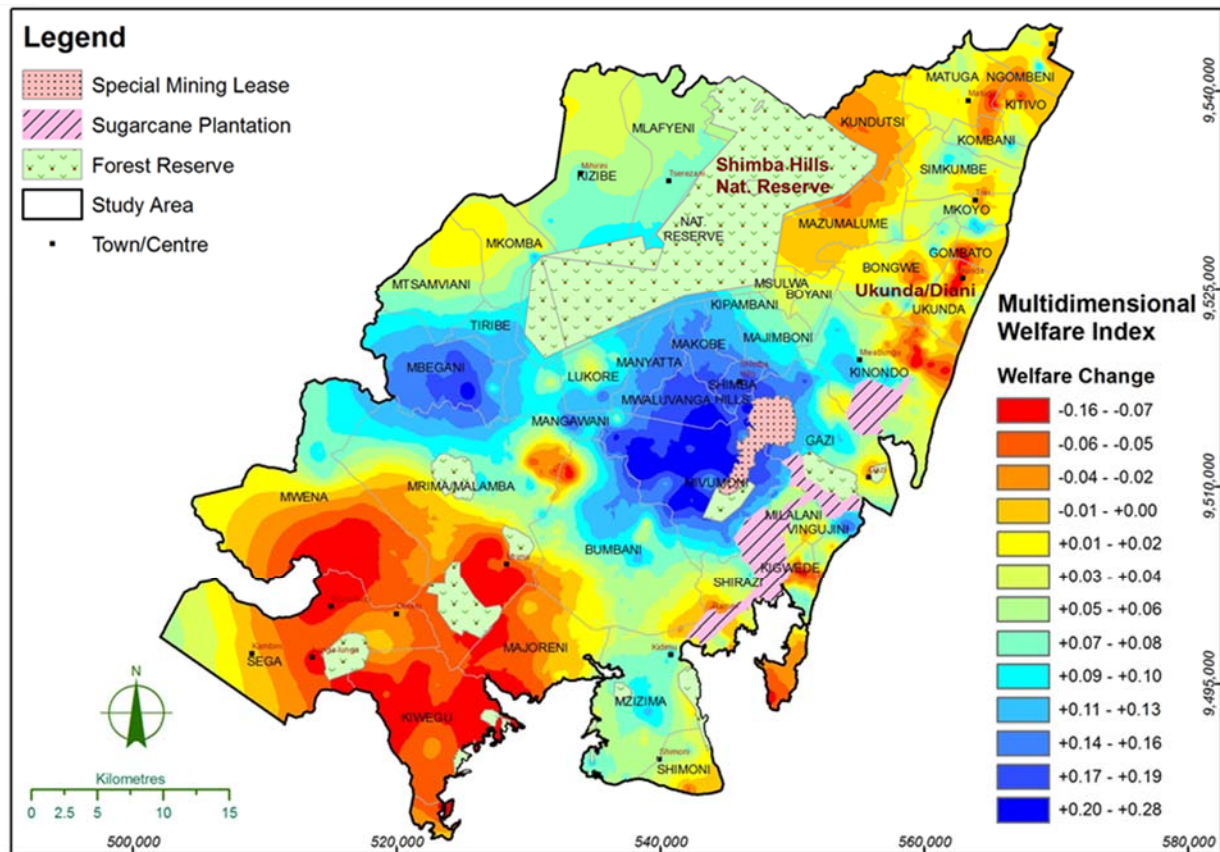 Legend
Special Mining Lease
Sugarcane Plantation
Forest Reserve
Study Area
Town/Centre
MATUGA
NGOMBENI
Matuga
KITIVO
KUNDUTSI
MLAFYENI
KOMBANI
Mhirini
KIZIBE
Tserezani
Shimba Hills
Nat. Reserve
SIMKUMBE
Tiwi
MKOYO
NAT.
RESERVE
MAZUMALUME
MKOMBA
GOMBATO
BONGWE
MTSAMVIANI
MSULWA
BOYANI
Ukunda/Diani
UKUNDA
KIPAMBANI
TIRIBE
MAKOBE
MAJIMBONI
MBEGANI
MANYATTA
LUKORE
KINONDO
SHIMBA
HILLS
MWALUVANGA
MANGAWANI
GAZI
MRIMA/MALAMBA
MIVUMONI
MWENA
MILALANI
VINGUJINI
BUMBANI
KIGWEDE
SHIRAZI
Kambini
SEGA
MAJORENI
Kidimu
MZIZIMA
KIWEGU
Shimoni
SHIMONI
N
Kilometres
0 2.5 5 10 15
Multidimensional
Welfare Index
Welfare Change
-0.16 - -0.07
-0.06 - -0.05
-0.04 - -0.02
-0.01 - +0.00
+0.01 - +0.02
+0.03 - +0.04
+0.05 - +0.06
+0.07 - +0.08
+0.09 - +0.10
+0.11 - +0.13
+0.14 - +0.16
+0.17 - +0.19
+0.20 - +0.28
9,540,000
9,525,000
9,510,000
9,495,000
500,000 520,000 540,000 560,000 580,000